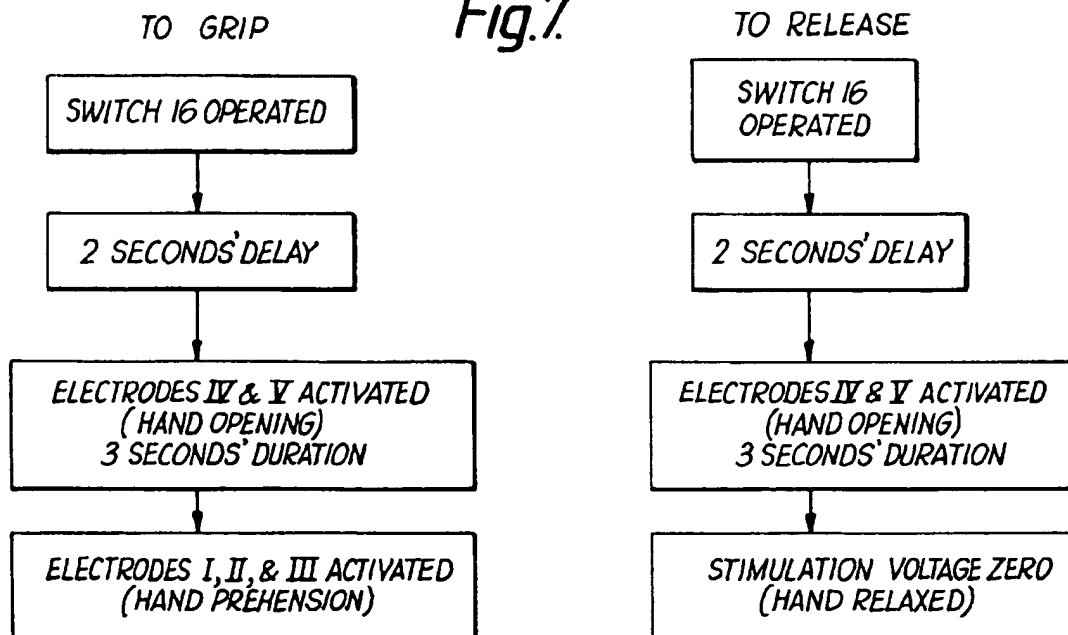 Fig.7.
TO GRIP
SWITCH 16 OPERATED
2 SECONDS' DELAY
ELECTRODES IV & V ACTIVATED
(HAND OPENING)
3 SECONDS' DURATION
ELECTRODES I, II, & III ACTIVATED
(HAND PREHENSION)
TO RELEASE
SWITCH 16
OPERATED
2 SECONDS' DELAY
ELECTRODES IV & V ACTIVATED
(HAND OPENING)
3 SECONDS' DURATION
STIMULATION VOLTAGE ZERO
(HAND RELAXED)